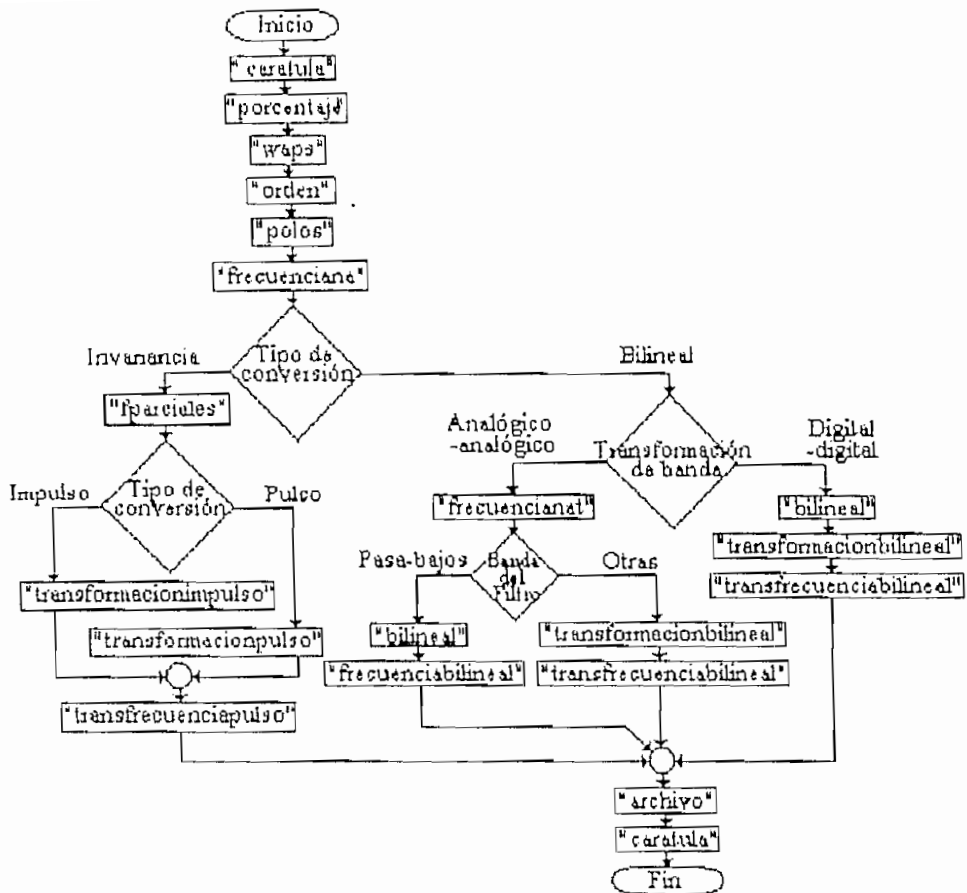 Inicio
"caratula"
"porcentaje"
"waps"
"orden"
"polos"
"frecuenciana"
Tipo de
conversión
Invariancia
Bilineal
"fparciales"
Analógico
-analógico
Transformación
de banda
Digital
-digital
Impulso
Tipo de
conversión
Pulso
"frecuencianat"
"bilineal"
"transformacionbilineal"
Pasa-bajos
Banda
del
Filtro
Otras
"transformacionimpulso"
"transfrecuenciabilineal"
"transformacionpulso"
"bilineal"
"transformacionbilineal"
"frecuenciabilineal"
"transfrecuenciabilineal"
"transfrecuenciapulso"
"archivo"
"caratula"
Fin